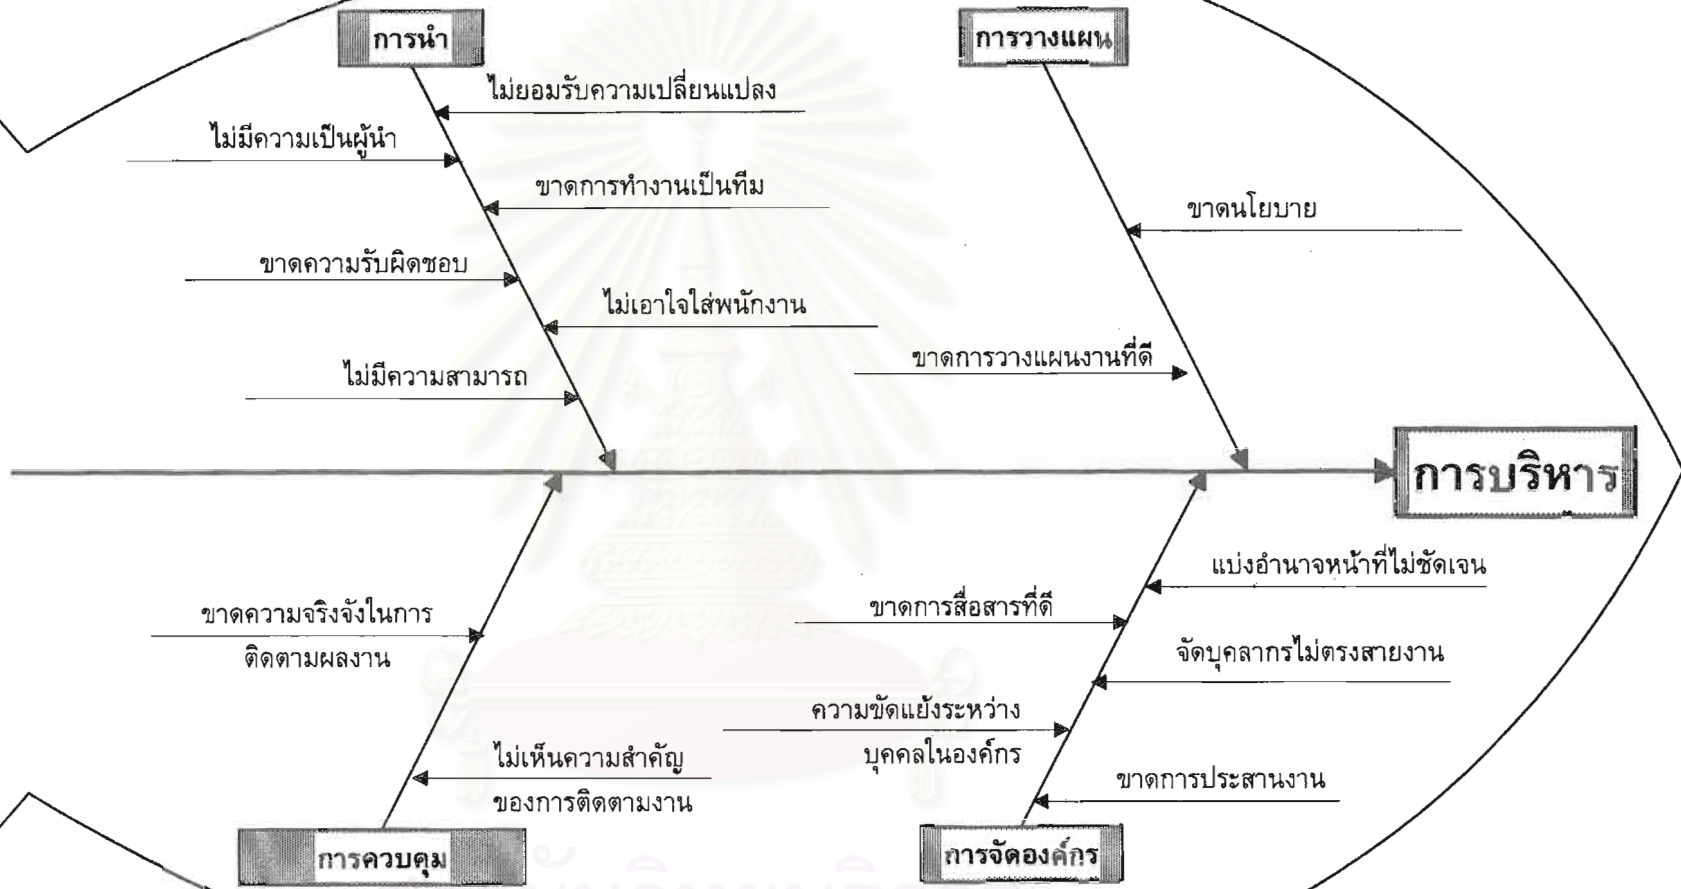 การนำ
การวางแผน
ไม่ยอมรับความเปลี่ยนแปลง
ไม่มีความเป็นผู้นำ
ขาดการทำงานเป็นทีม
ขาดนโยบาย
ขาดความรับผิดชอบ
ไม่เอาใจใส่พนักงาน
ขาดการวางแผนงานที่ดี
ไม่มีความสามารถ
การบริหาร
แบ่งอำนาจหน้าที่ไม่ชัดเจน
ขาดการสื่อสารที่ดี
ขาดความจริงจังในการ
ติดตามผลงาน
จัดบุคลากรไม่ตรงสายงาน
ความขัดแย้งระหว่าง
บุคคลในองค์กร
ไม่เห็นความสำคัญ
ของการติดตามงาน
ขาดการประสานงาน
การควบคุม
การจัดองค์กร